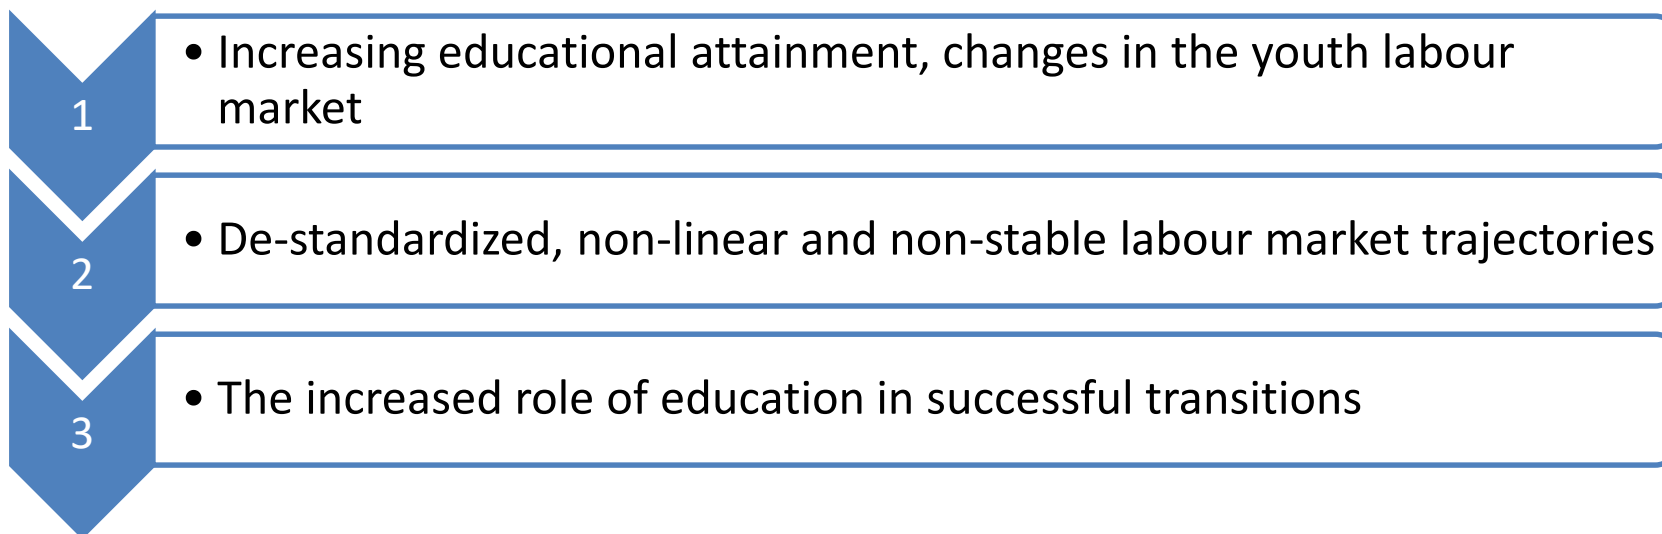 1
• Increasing educational attainment, changes in the youth labour
market
2
• De-standardized, non-linear and non-stable labour market trajectories
3
• The increased role of education in successful transitions